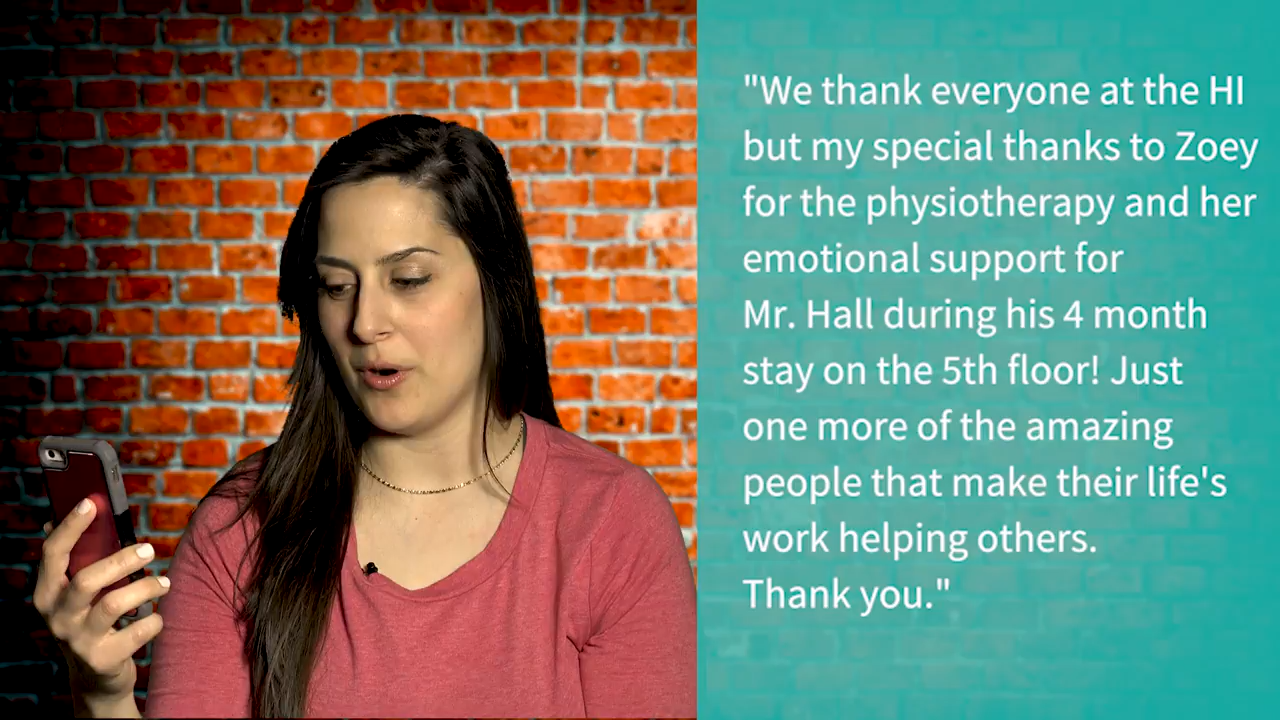 "We thank everyone at the HI
but my special thanks to Zoey
for the physiotherapy and her
emotional support for
Mr. Hall during his 4 month
stay on the 5th floor! Just
one more of the amazing
people that make their life's
work helping others.
Thank you."